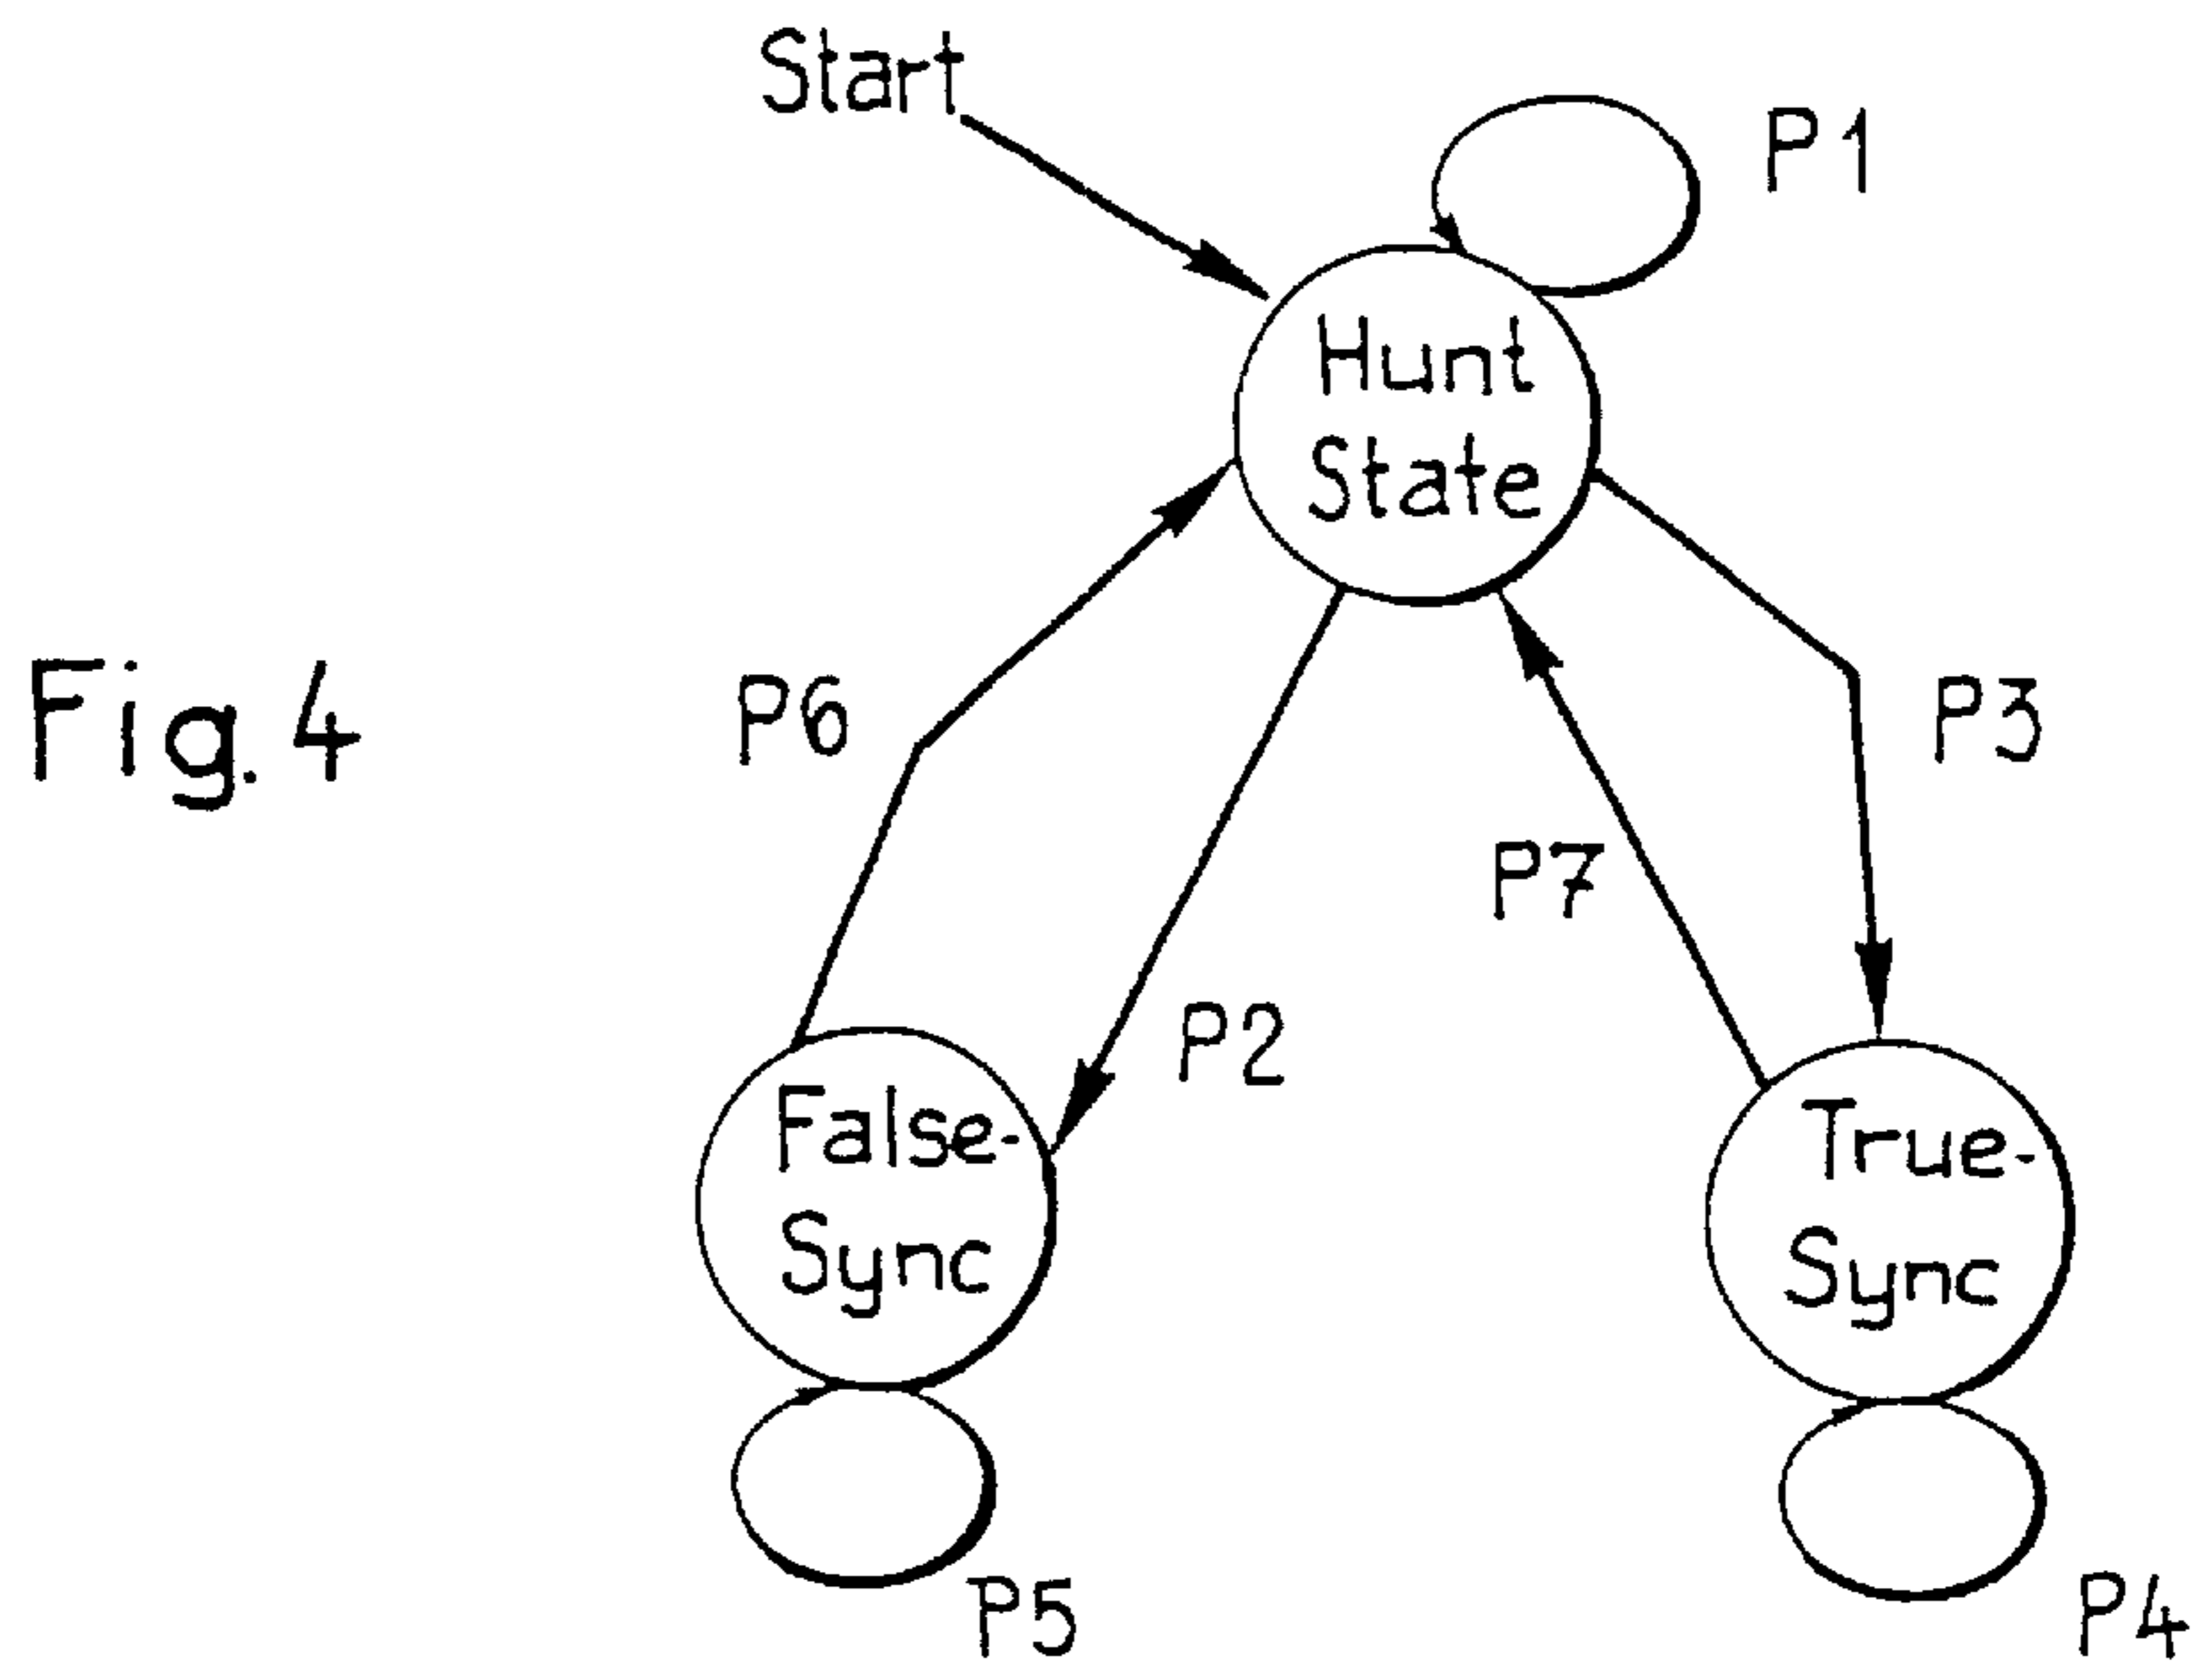 Start
P1
Hunt
State
Fig. 4
P6
P3
P7
P2
False-
Sync
True-
Sync
P5
P4